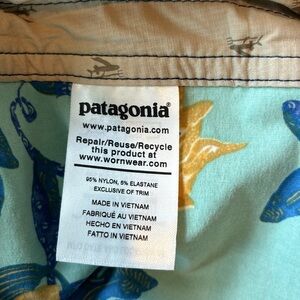 patagonia®
www.patagonia.com
Repair/Reuse/Recycle
this product at
www.wornwear.com
95% NYLON, 5% ELASTANE
EXCLUSIVE OF TRIM
MADE IN VIETNAM
FABRIQUÉ AU VIETNAM
HECHO EN VIETNAM
FATTO IN VIETNAM